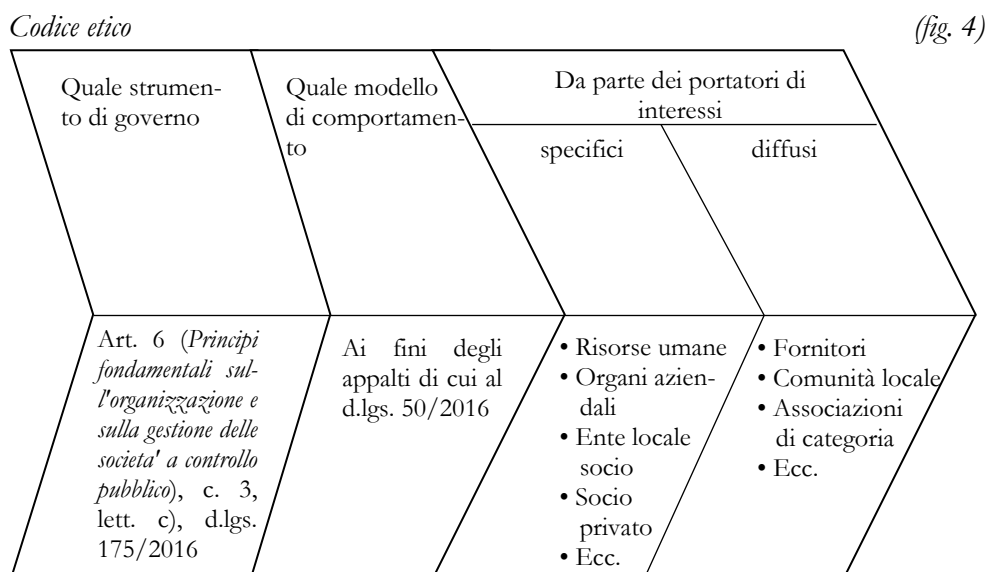 Codice etico (fig. 4)
Quale strumen-
to di governo
Quale modello
di comportamen-
to
Da parte dei portatori di
interessi
specifici
diffusi
Art. 6 (Principi
fondamentali sul-
l'organizzazione e
sulla gestione delle
societa' a controllo
pubblico), c. 3,
lett. c), d.lgs.
175/2016
Ai fini degli
appalti di cui al
d.lgs. 50/2016
• Risorse umane
• Organi azien-
dali
• Ente locale
socio
• Socio
privato
• Ecc.
• Fornitori
• Comunità locale
• Associazioni
di categoria
• Ecc.